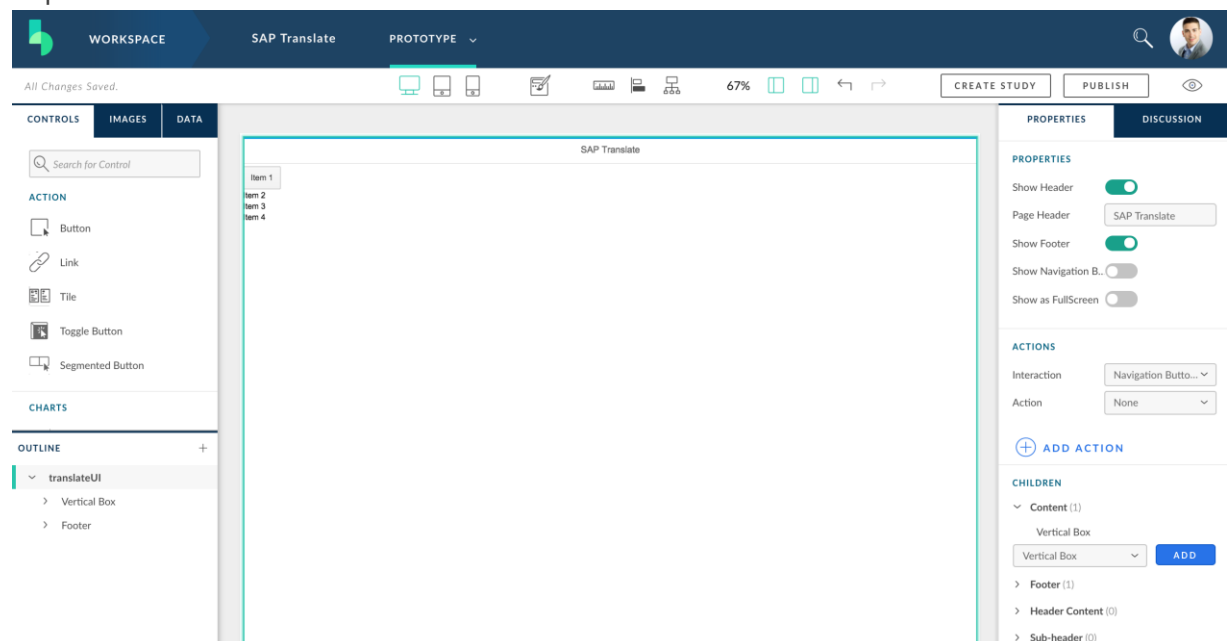 WORKSPACE SAP Translate PROTOTYPE
All Changes Saved. 67% CREATE STUDY PUBLISH
CONTROLS IMAGES DATA
Search for Control
ACTION
Button
Link
Tile
Toggle Button
Segmented Button
CHARTS
OUTLINE
translateUI
Vertical Box
Footer
SAP Translate
Item 1
Item 2
Item 3
Item 4
PROPERTIES DISCUSSION
PROPERTIES
Show Header
Page Header SAP Translate
Show Footer
Show Navigation B..
Show as FullScreen
ACTIONS
Interaction Navigation Butto...
Action None
ADD ACTION
CHILDREN
Content (1)
Vertical Box
Vertical Box ADD
Footer (1)
Header Content (0)
Sub-header (0)